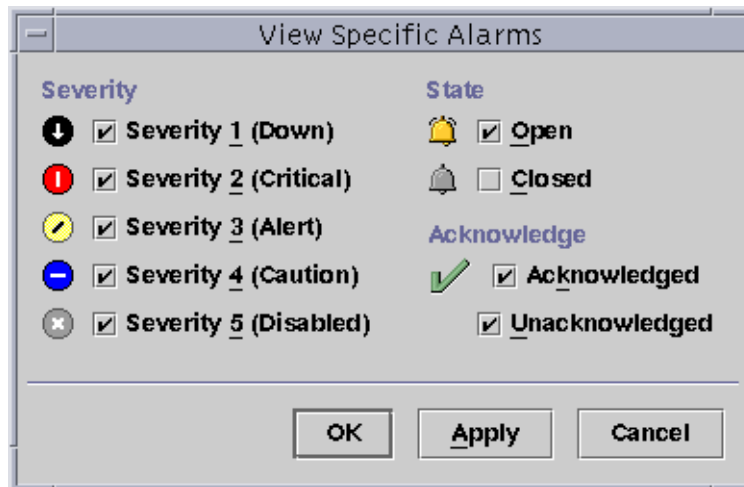 View Specific Alarms
Severity
Severity 1 (Down)
Severity 2 (Critical)
Severity 3 (Alert)
Severity 4 (Caution)
Severity 5 (Disabled)
State
Open
Closed
Acknowledge
Acknowledged
Unacknowledged
OK
Apply
Cancel